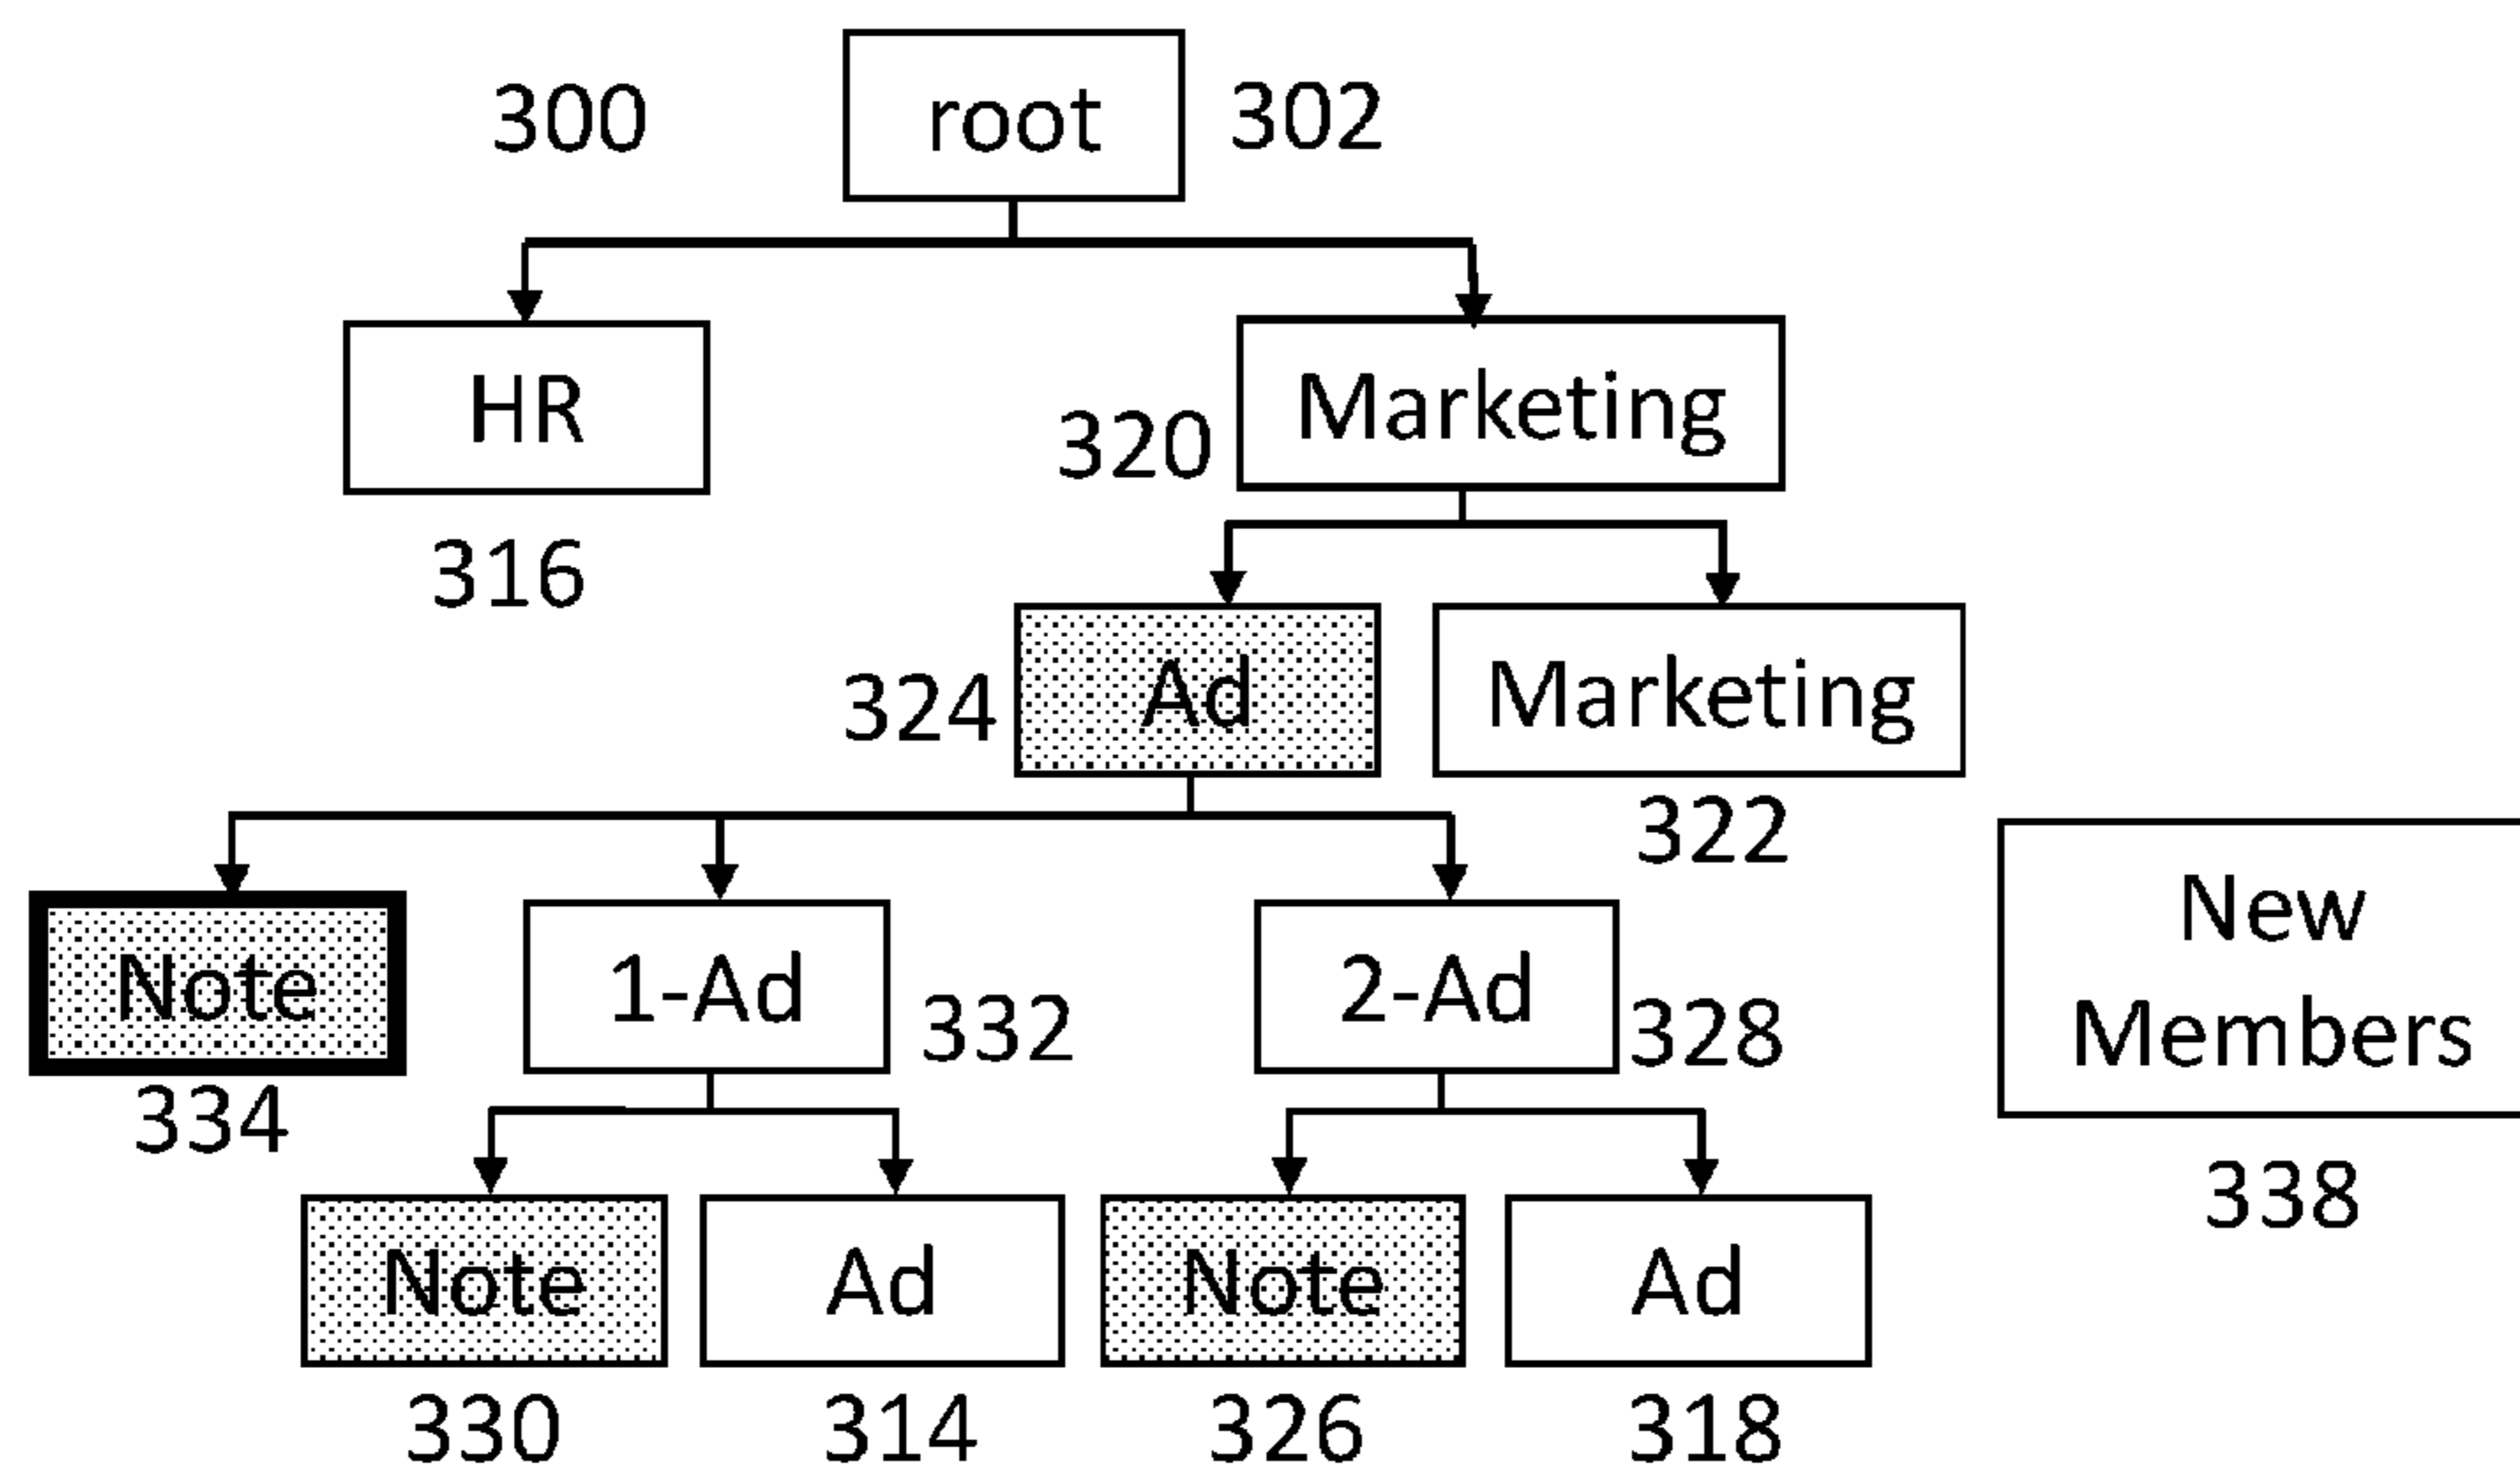 300
root
302
HR
316
320
Marketing
324
Ad
Marketing
322
Note
334
1-Ad
332
2-Ad
328
New
Members
338
Note
330
Ad
314
Note
326
Ad
318